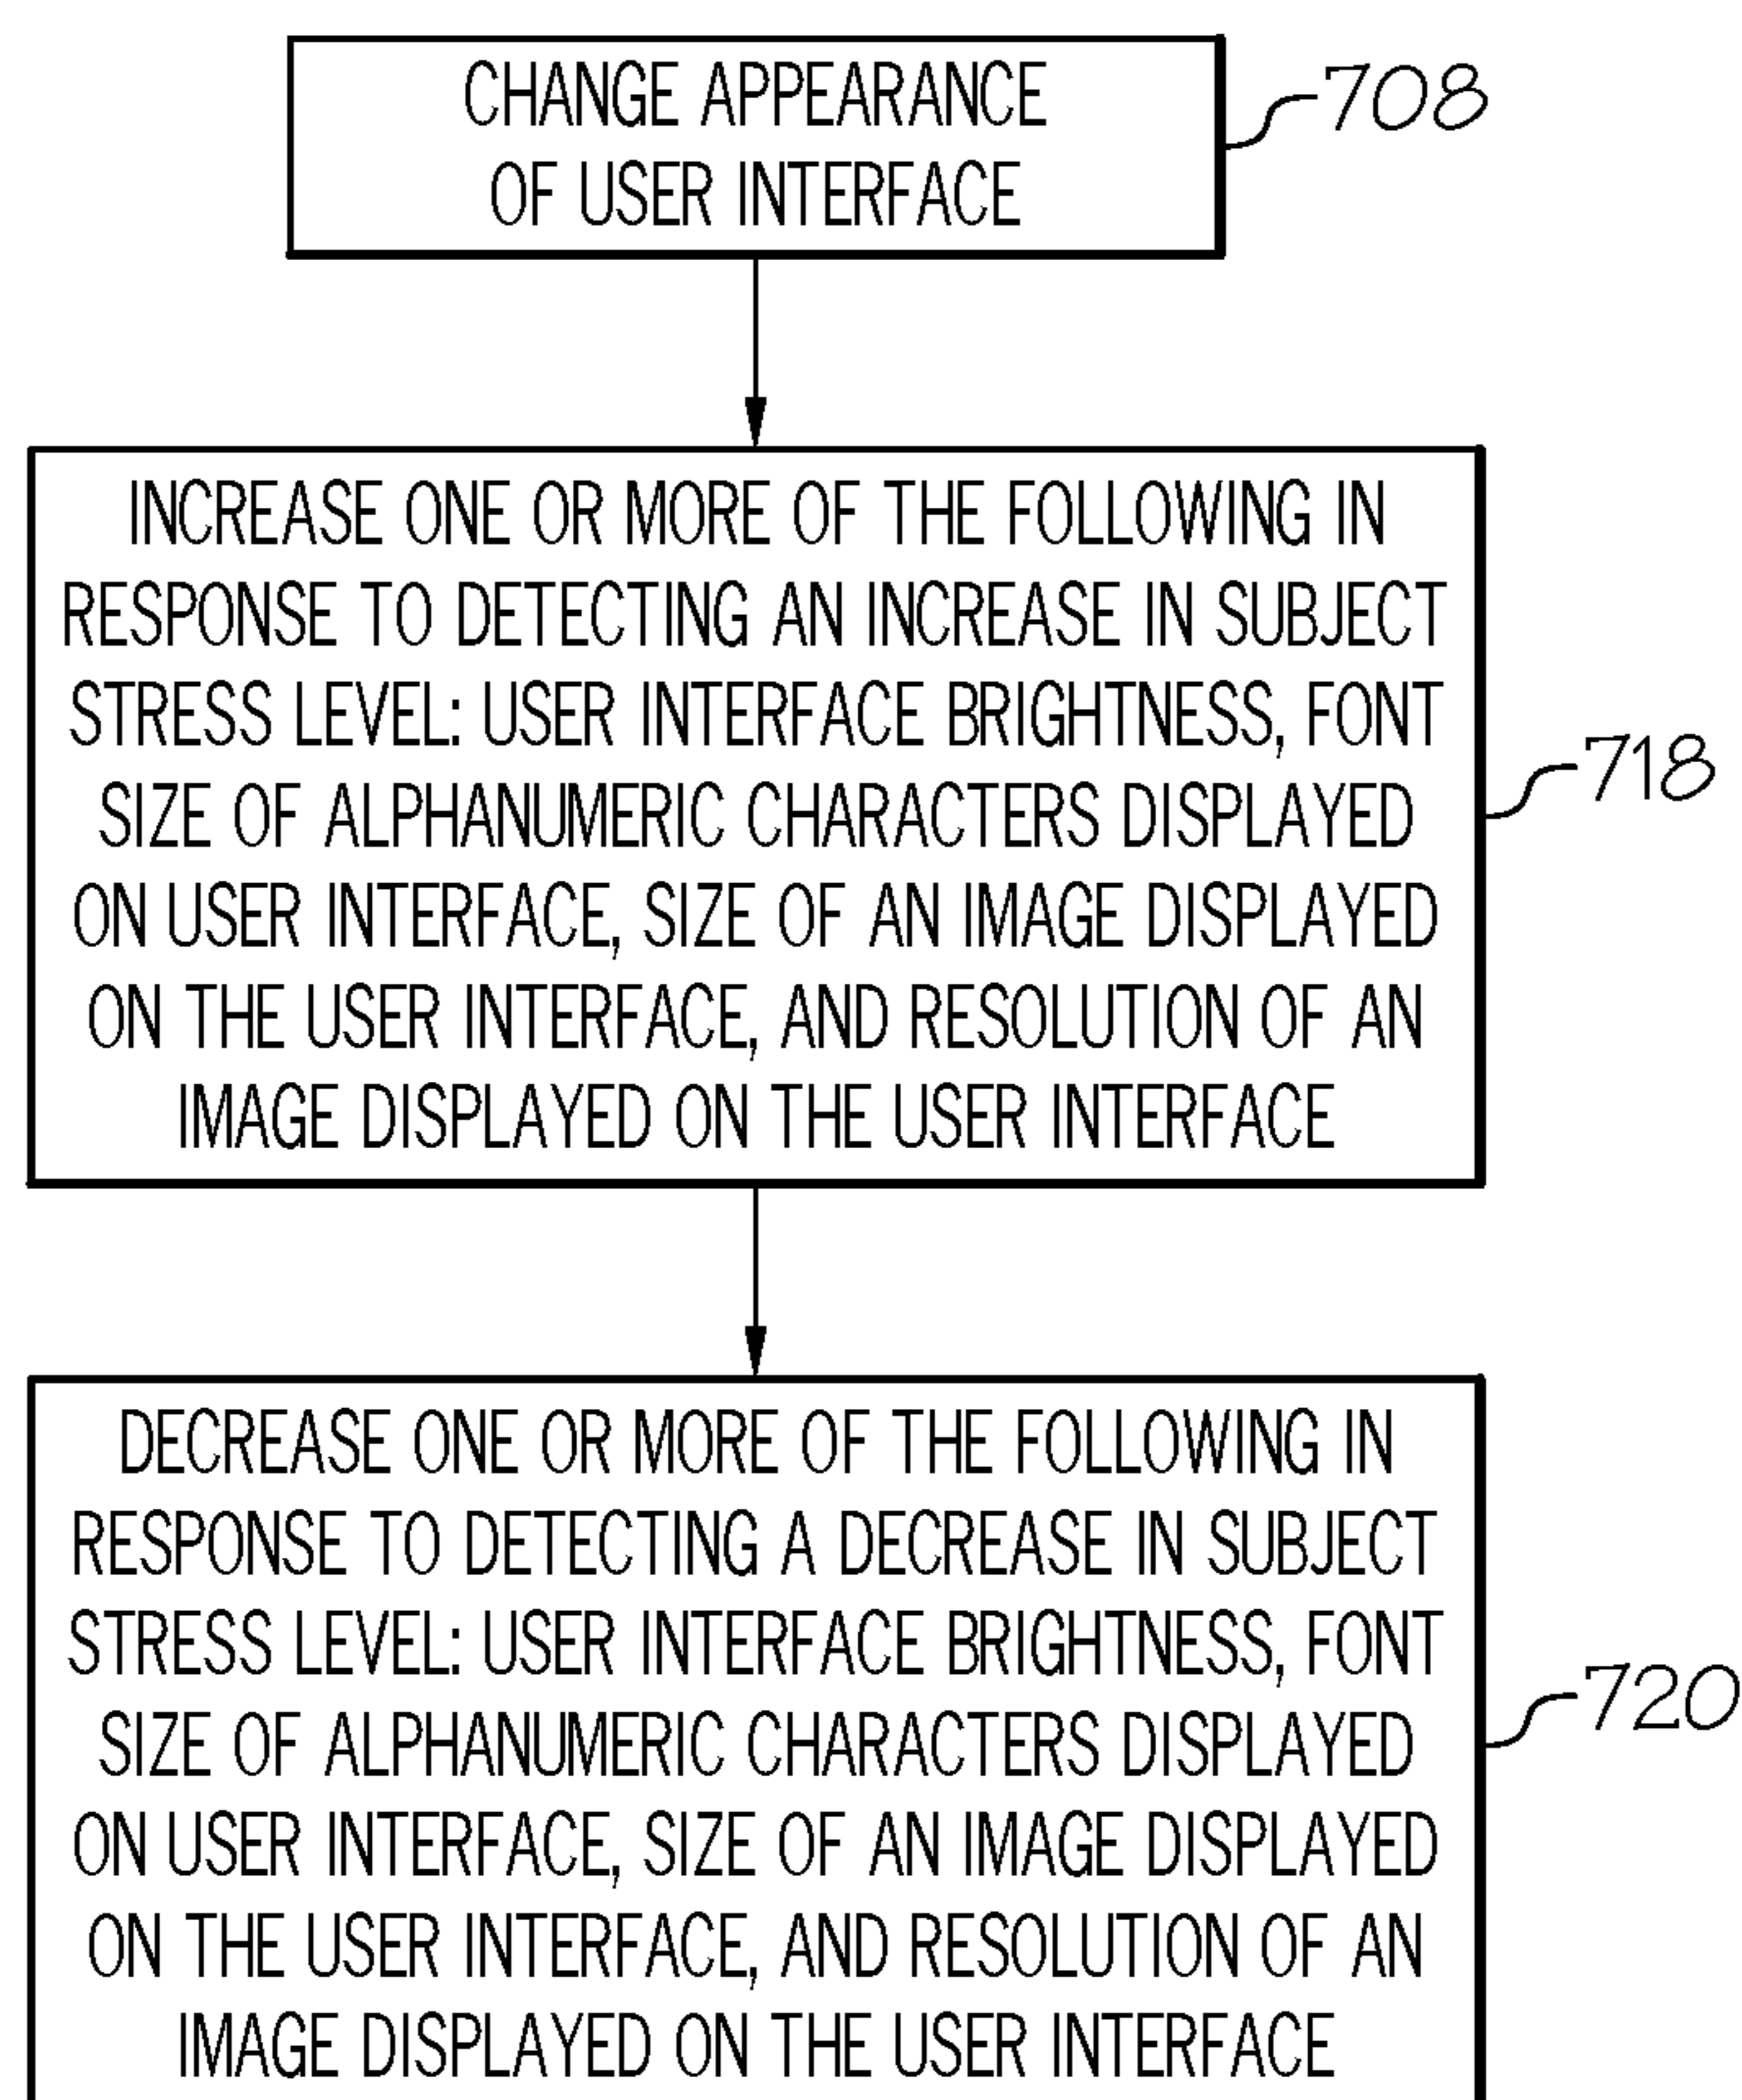 CHANGE APPEARANCE
OF USER INTERFACE
708
INCREASE ONE OR MORE OF THE FOLLOWING IN
RESPONSE TO DETECTING AN INCREASE IN SUBJECT
STRESS LEVEL: USER INTERFACE BRIGHTNESS, FONT
SIZE OF ALPHANUMERIC CHARACTERS DISPLAYED
ON USER INTERFACE, SIZE OF AN IMAGE DISPLAYED
ON THE USER INTERFACE, AND RESOLUTION OF AN
IMAGE DISPLAYED ON THE USER INTERFACE
718
DECREASE ONE OR MORE OF THE FOLLOWING IN
RESPONSE TO DETECTING A DECREASE IN SUBJECT
STRESS LEVEL: USER INTERFACE BRIGHTNESS, FONT
SIZE OF ALPHANUMERIC CHARACTERS DISPLAYED
ON USER INTERFACE, SIZE OF AN IMAGE DISPLAYED
ON THE USER INTERFACE, AND RESOLUTION OF AN
IMAGE DISPLAYED ON THE USER INTERFACE
720